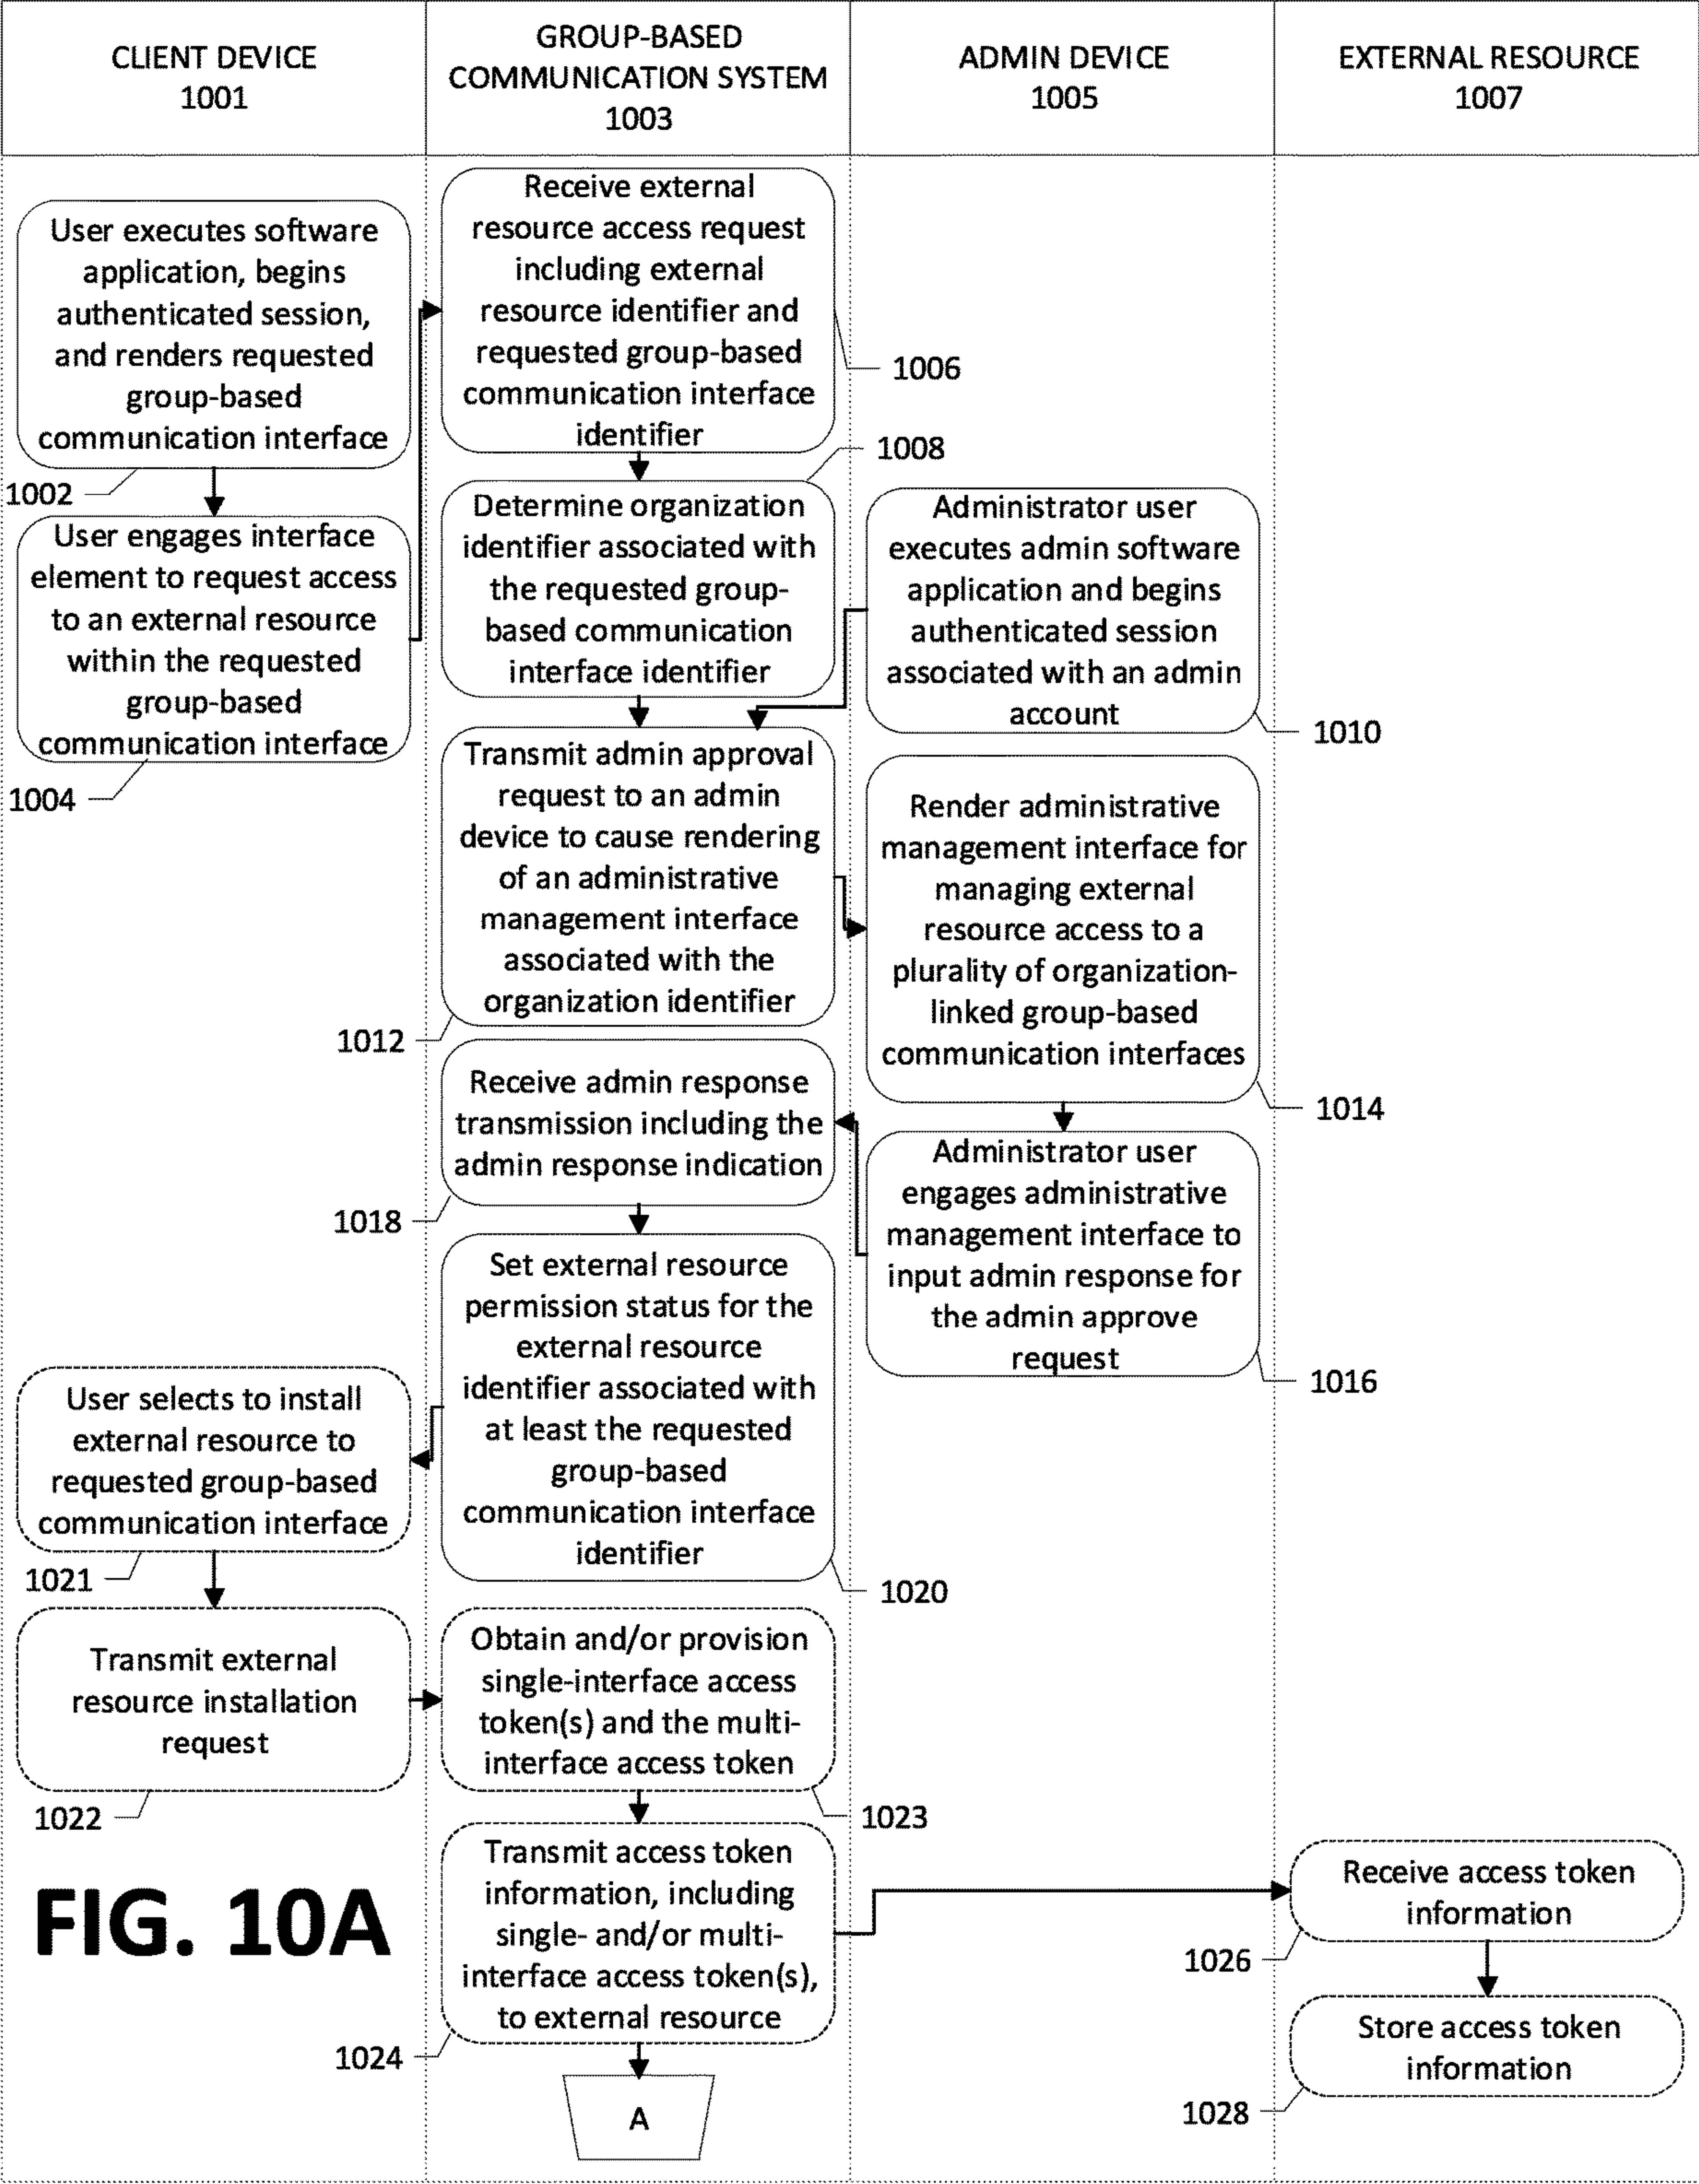 CLIENT DEVICE
1001
GROUP-BASED
COMMUNICATION SYSTEM
1003
ADMIN DEVICE
1005
EXTERNAL RESOURCE
1007
User executes software
application, begins
authenticated session,
and renders requested
group-based
communication interface
1002
User engages interface
element to request access
to an external resource
within the requested
group-based
communication interface
1004
Receive external
resource access request
including external
resource identifier and
requested group-based
communication interface
identifier
1006
Determine organization
identifier associated with
the requested group-
based communication
interface identifier
1008
Administrator user
executes admin software
application and begins
authenticated session
associated with an admin
account
1010
Transmit admin approval
request to an admin
device to cause rendering
of an administrative
management interface
associated with the
organization identifier
1012
Render administrative
management interface for
managing external
resource access to a
plurality of organization-
linked group-based
communication interfaces
1014
Administrator user
engages administrative
management interface to
input admin response for
the admin approve
request
1016
Receive admin response
transmission including the
admin response indication
1018
Set external resource
permission status for the
external resource
identifier associated with
at least the requested
group-based
communication interface
identifier
1020
User selects to install
external resource to
requested group-based
communication interface
1021
Transmit external
resource installation
request
1022
Obtain and/or provision
single-interface access
token(s) and the multi-
interface access token
1023
Transmit access token
information, including
single- and/or multi-
interface access token(s),
to external resource
1024
Receive access token
information
1026
Store access token
information
1028
A
FIG. 10A